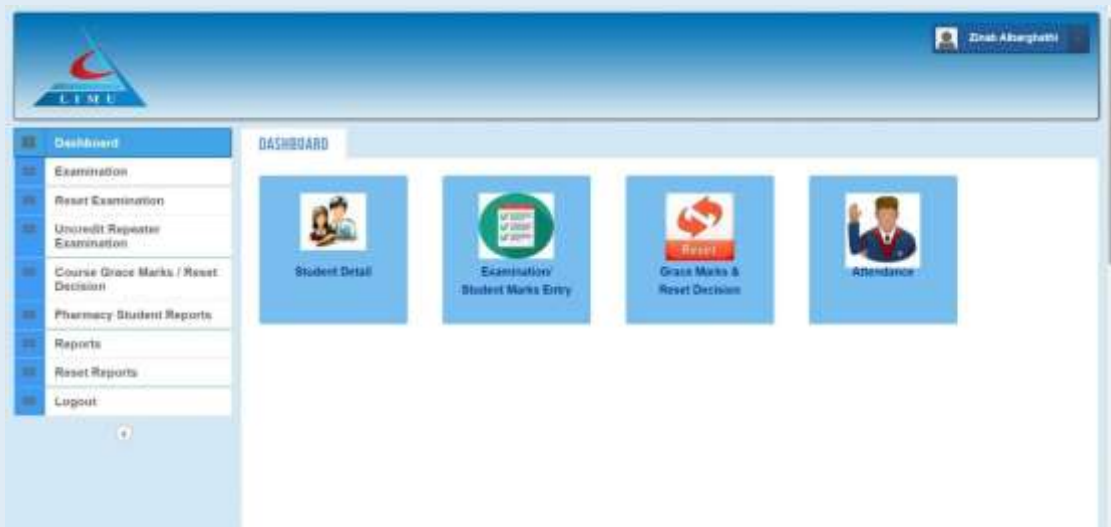 LIMU
Zinab Albarghathi
Dashboard
Examination
Reset Examination
Uncredit Repeater
Examination
Course Grace Marks / Reset
Decision
Pharmacy Student Reports
Reports
Reset Reports
Logout
DASHBOARD
Student Detail
Examination/
Student Marks Entry
Reset
Grace Marks &
Reset Decision
Attendance